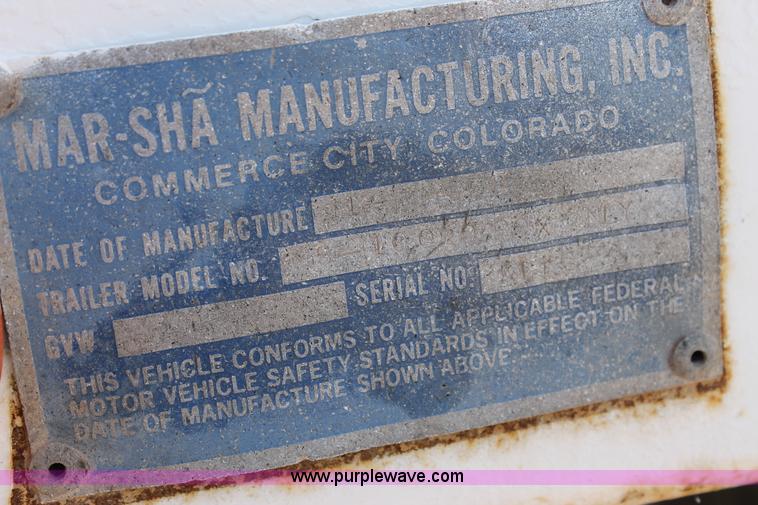 MAR-SHÃ MANUFACTURING, INC.
COMMERCE CITY, COLORADO
DATE OF MANUFACTURE
TRAILER MODEL NO.
GVW SERIAL NO.
THIS VEHICLE CONFORMS TO ALL APPLICABLE FEDERAL
MOTOR VEHICLE SAFETY STANDARDS IN EFFECT ON THE
DATE OF MANUFACTURE SHOWN ABOVE
www.purplewave.com